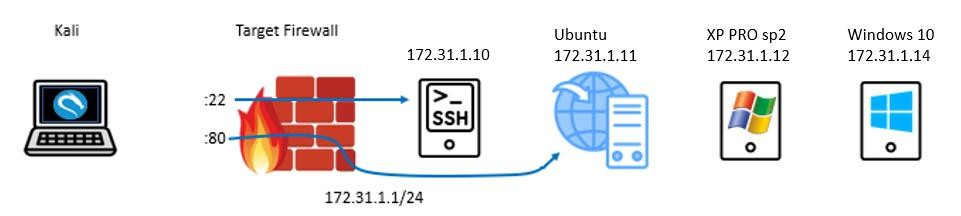 Kali
Target Firewall
172.31.1.10
Ubuntu
172.31.1.11
XP PRO sp2
172.31.1.12
Windows 10
172.31.1.14
:22
>_
SSH
:80
172.31.1.1/24